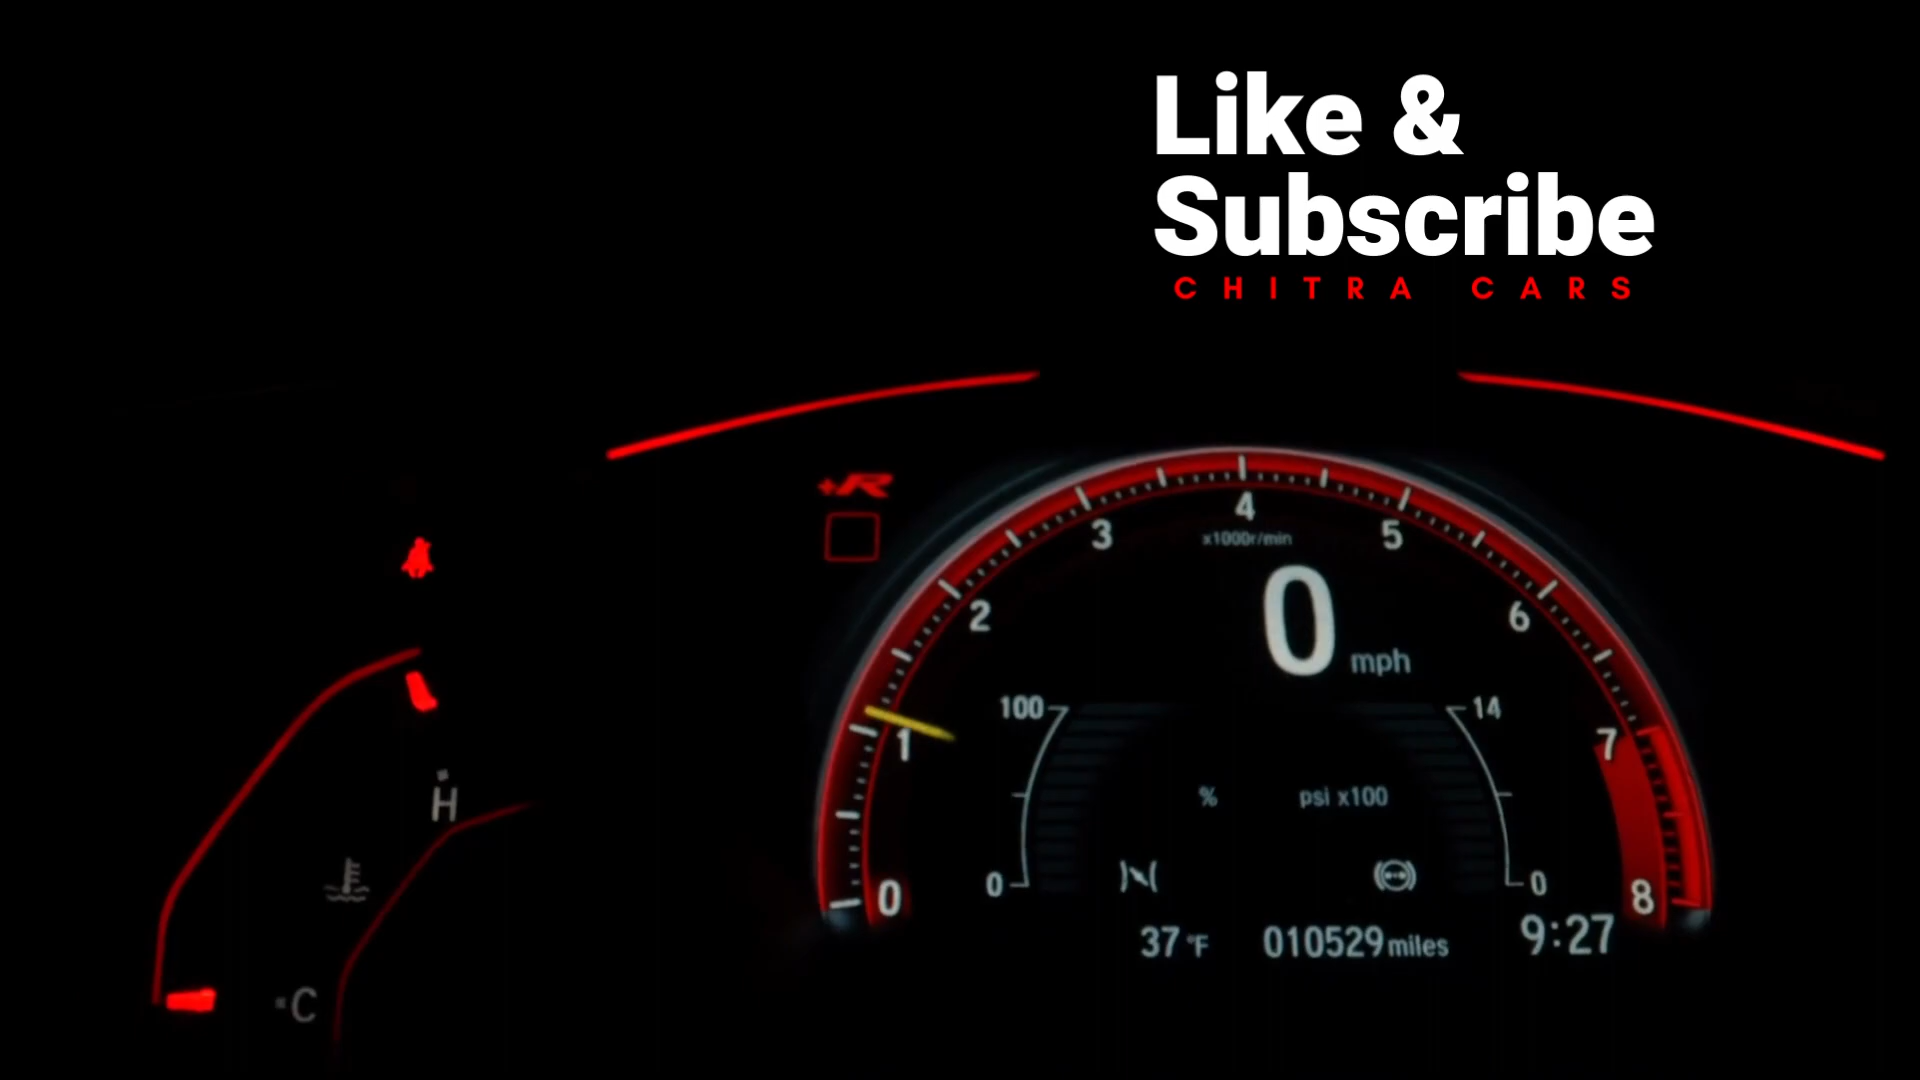 Like &
Subscribe
CHITRA CARS
+R
0 1 2 3 4 5 6 7 8
x1000r/min
0 mph
100
14
% psi x100
0
0
37 °F 010529 miles 9:27
H
C